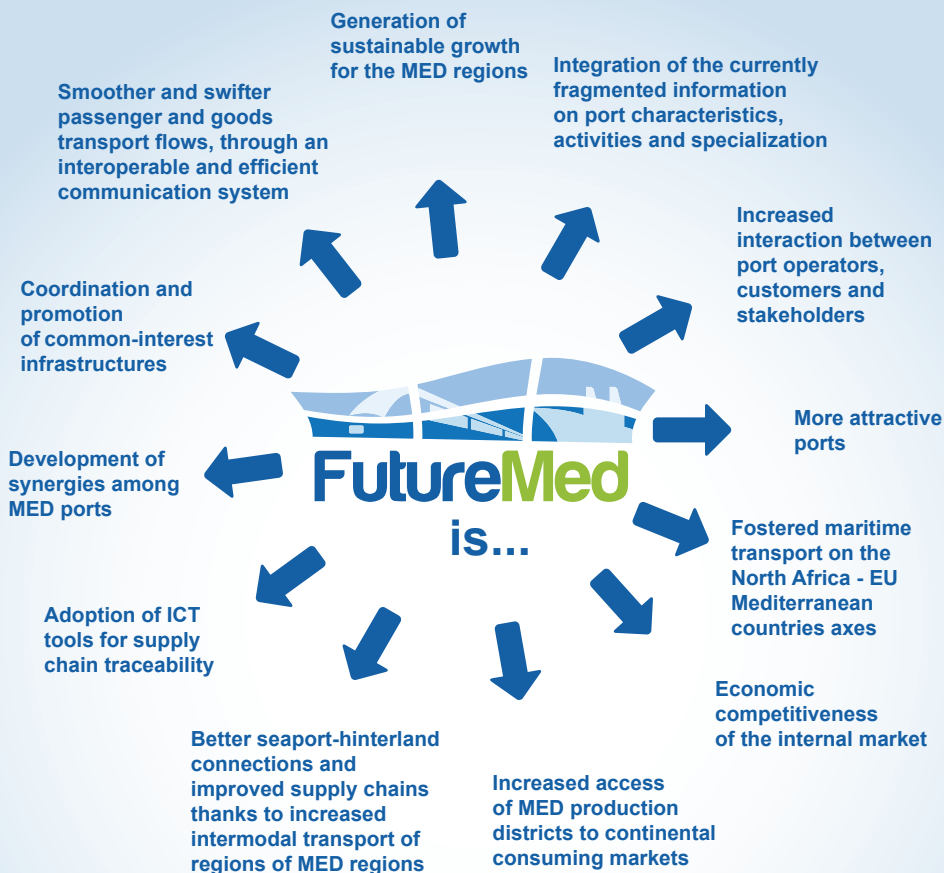 Generation of
sustainable growth
for the MED regions
Integration of the currently
fragmented information
on port characteristics,
activities and specialization
Smoother and swifter
passenger and goods
transport flows, through an
interoperable and efficient
communication system
Increased
interaction between
port operators,
customers and
stakeholders
Coordination and
promotion
of common-interest
infrastructures
More attractive
ports
Development of
synergies among
MED ports
FutureMed
is...
Fostered maritime
transport on the
North Africa - EU
Mediterranean
countries axes
Adoption of ICT
tools for supply
chain traceability
Economic
competitiveness
of the internal market
Better seaport-hinterland
connections and
improved supply chains
thanks to increased
intermodal transport of
regions of MED regions
Increased access
of MED production
districts to continental
consuming markets